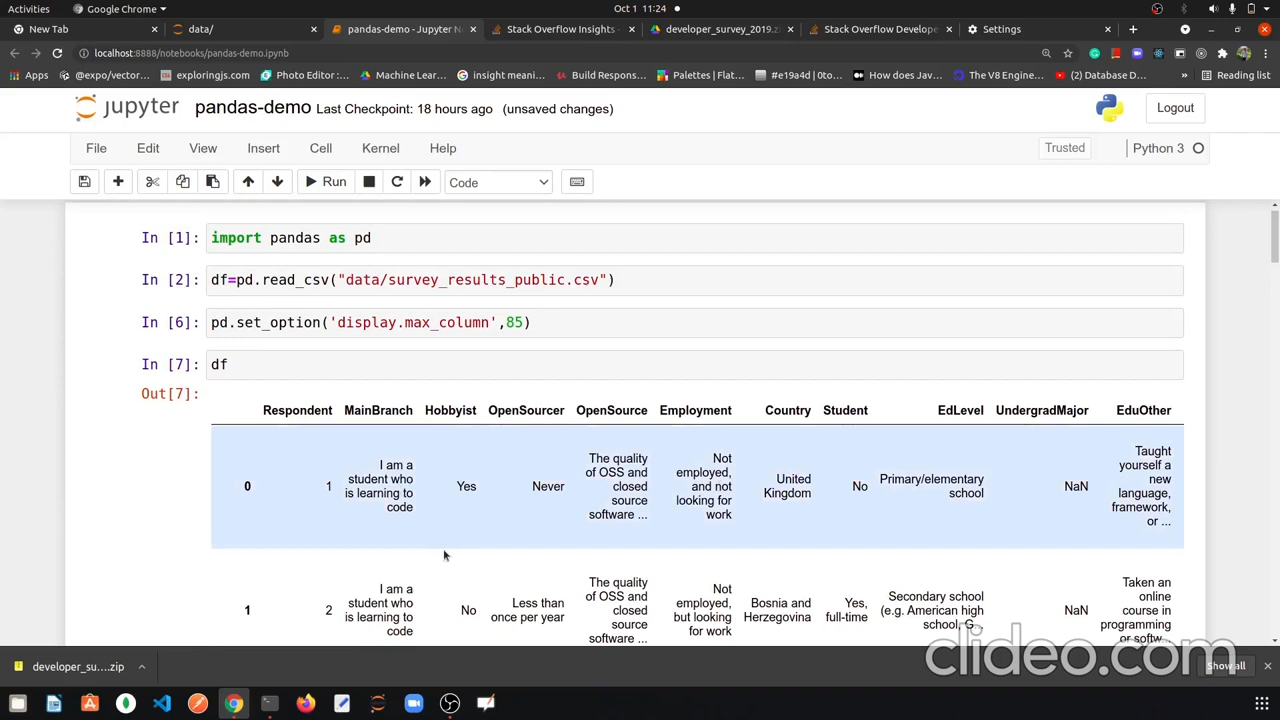 Activities
Google Chrome
Oct 1 11:24
New Tab
data/
pandas-demo - Jupyter N
Stack Overflow Insights -
developer_survey_2019.z
Stack Overflow Develope
Settings
localhost:8888/notebooks/pandas-demo.ipynb
Apps
@expo/vector...
exploringjs.com
Photo Editor :...
Machine Lear...
insight meani...
Build Respons...
Palettes | Flat...
#e19a4d | 0to...
How does Jav...
The V8 Engine...
(2) Database D...
»
Reading list
jupyter
pandas-demo Last Checkpoint: 18 hours ago (unsaved changes)
Logout
File
Edit
View
Insert
Cell
Kernel
Help
Trusted
Python 3
Run
Code
In [1]: import pandas as pd
In [2]: df=pd.read_csv("data/survey_results_public.csv")
In [6]: pd.set_option('display.max_column',85)
In [7]: df
Out[7]:
Respondent MainBranch Hobbyist OpenSourcer OpenSource Employment Country Student EdLevel UndergradMajor EduOther
0
1
I am a
student who
is learning to
code
Yes
Never
The quality
of OSS and
closed
source
software ...
Not
employed,
and not
looking for
work
United
Kingdom
No
Primary/elementary
school
NaN
Taught
yourself a
new
language,
framework,
or ...
1
2
I am a
student who
is learning to
code
No
Less than
once per year
The quality
of OSS and
closed
source
software ...
Not
employed,
but looking
for work
Bosnia and
Herzegovina
Yes,
full-time
Secondary school
(e.g. American high
school, G...
NaN
Taken an
online
course in
programming
or softw...
clideo.com
developer_su....zip
Show all